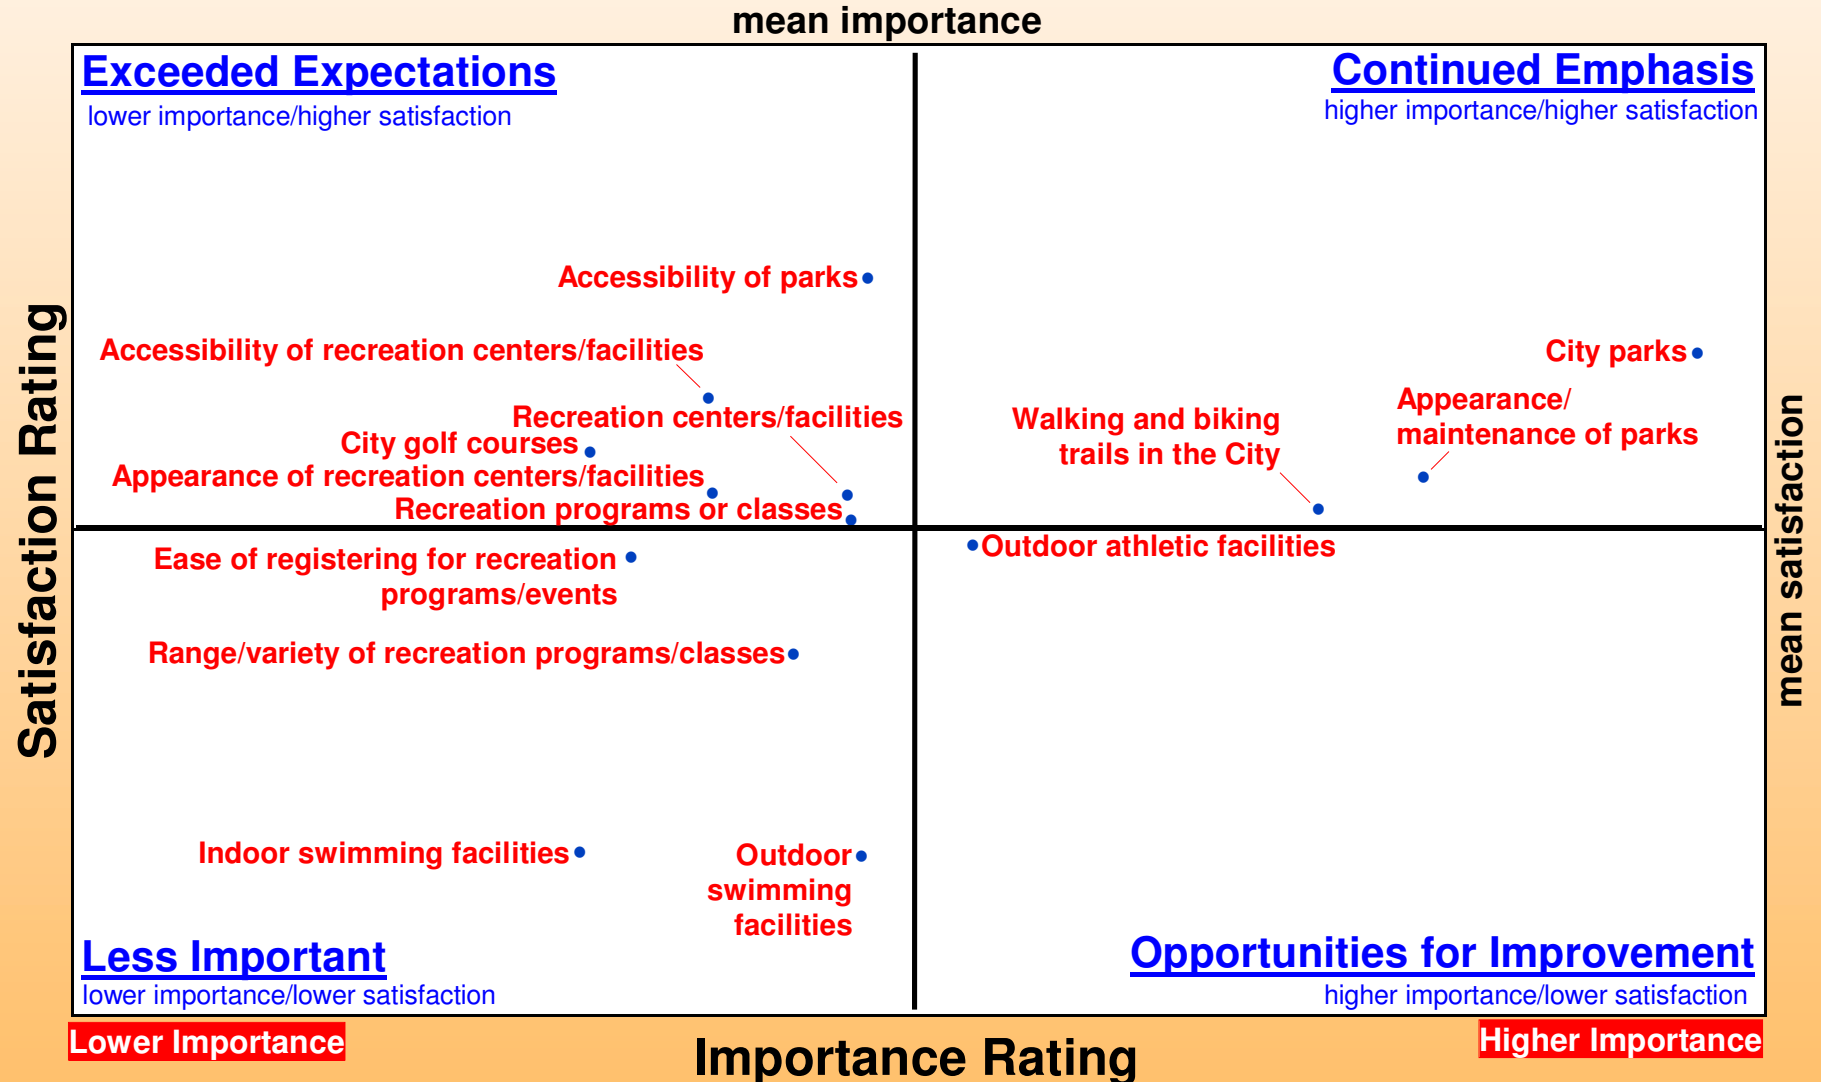 mean importance
Exceeded Expectations
lower importance/higher satisfaction
Continued Emphasis
higher importance/higher satisfaction
Accessibility of parks
Accessibility of recreation centers/facilities
Recreation centers/facilities
City golf courses
Appearance of recreation centers/facilities
Recreation programs or classes
City parks
Appearance/
maintenance of parks
Walking and biking
trails in the City
Satisfaction Rating
mean satisfaction
Ease of registering for recreation
programs/events
Range/variety of recreation programs/classes
Indoor swimming facilities
Outdoor
swimming
facilities
Outdoor athletic facilities
Less Important
lower importance/lower satisfaction
Opportunities for Improvement
higher importance/lower satisfaction
Lower Importance
Importance Rating
Higher Importance